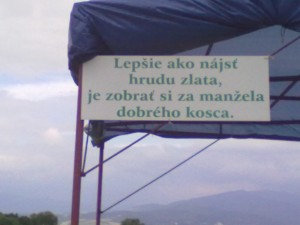 Lepšie ako nájsť
hrudu zlata,
je zobrať si za manžela
dobrého kosca.